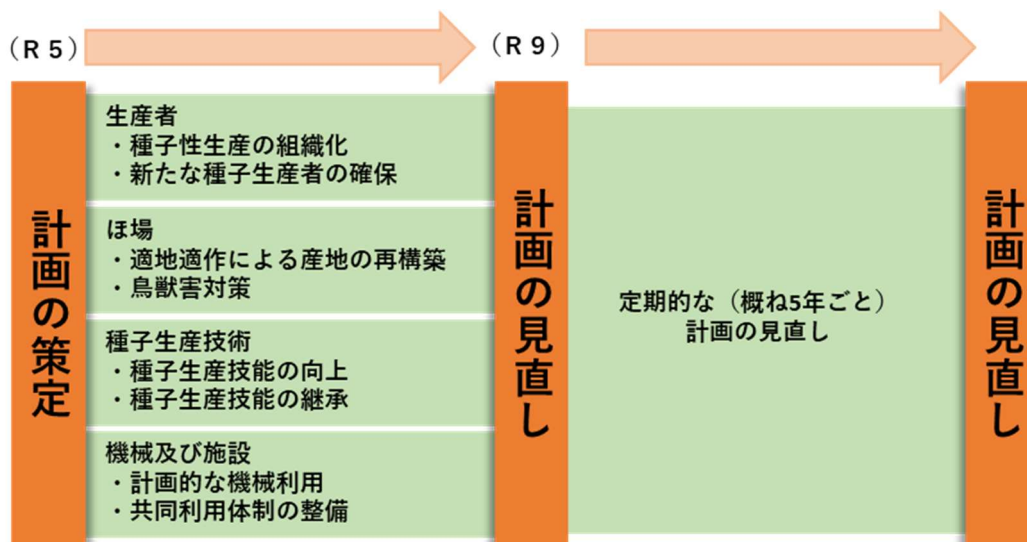 （R 5）
（R 9）
計画の策定
生産者
・種子性生産の組織化
・新たな種子生産者の確保
ほ場
・適地適作による産地の再構築
・鳥獣害対策
種子生産技術
・種子生産技能の向上
・種子生産技能の継承
機械及び施設
・計画的な機械利用
・共同利用体制の整備
計画の見直し
定期的な（概ね5年ごと）
計画の見直し
計画の見直し